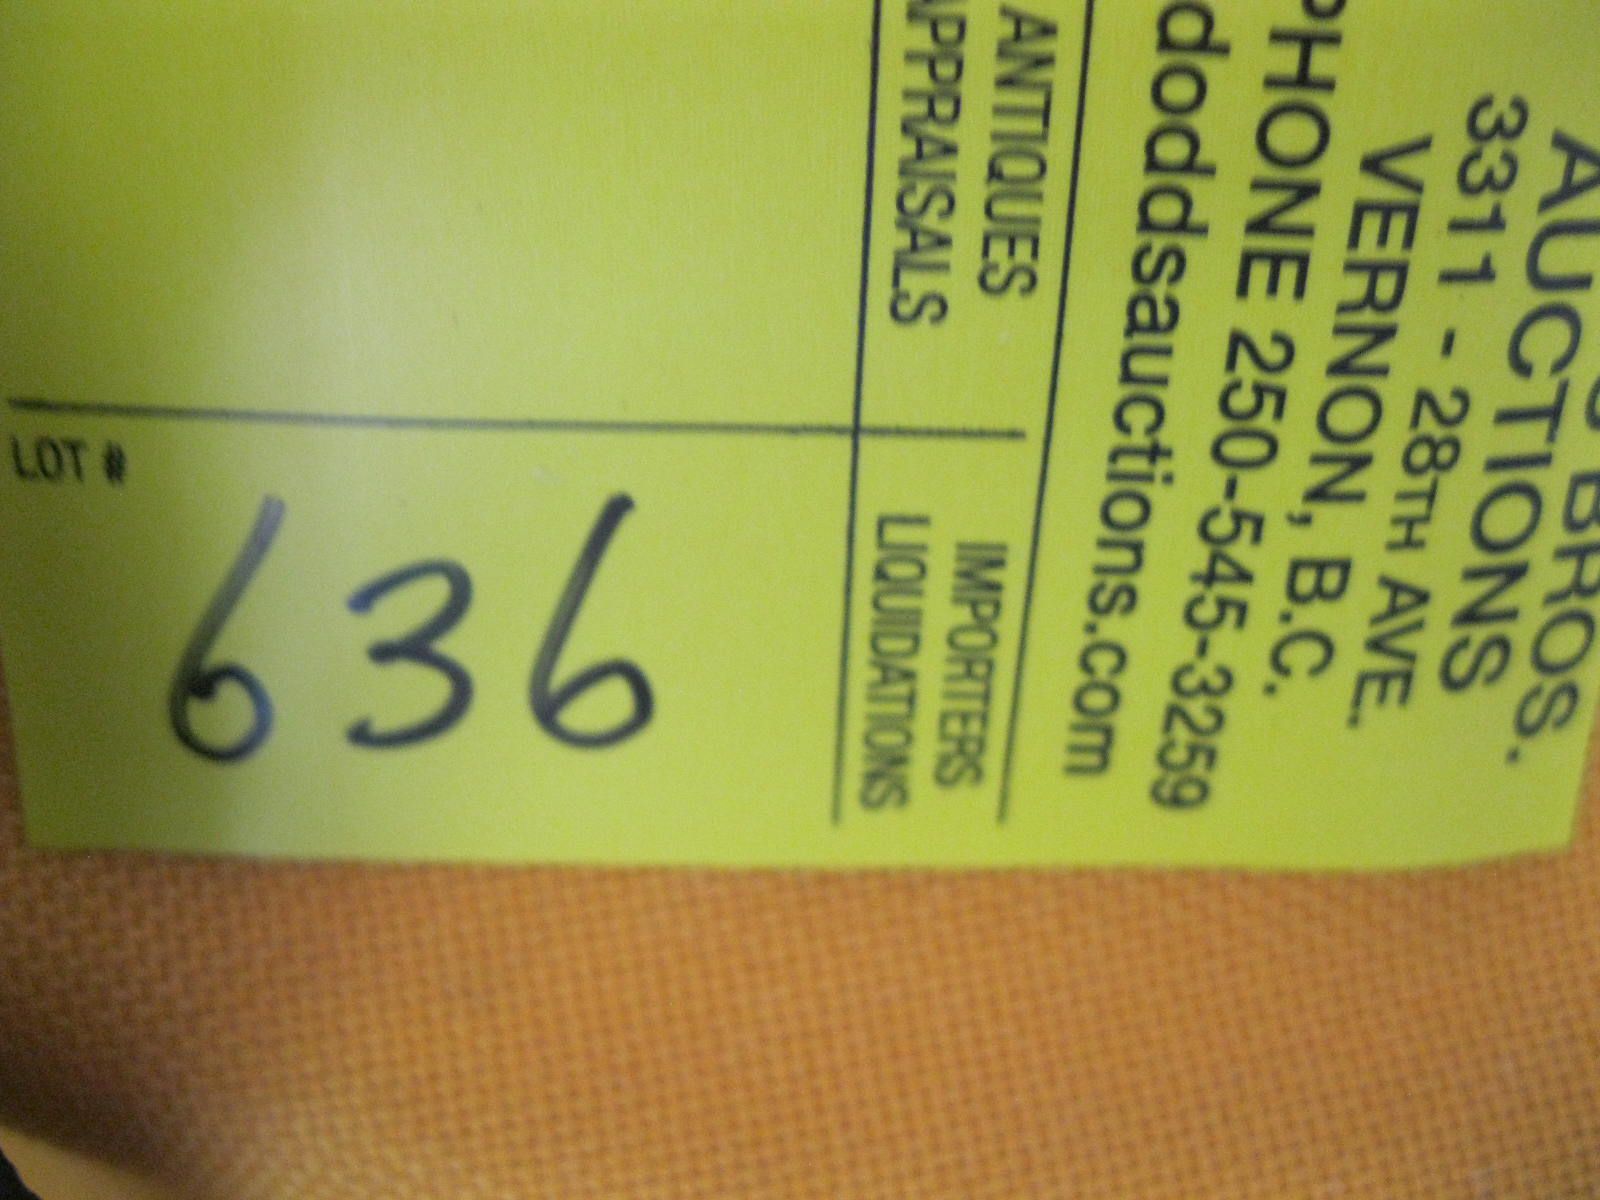 BROS.
AUCTIONS
3311 - 28TH AVE.
VERNON, B.C.
PHONE 250-545-3259
doddsauctions.com
ANTIQUES IMPORTERS
APPRAISALS LIQUIDATIONS
LOT #
636